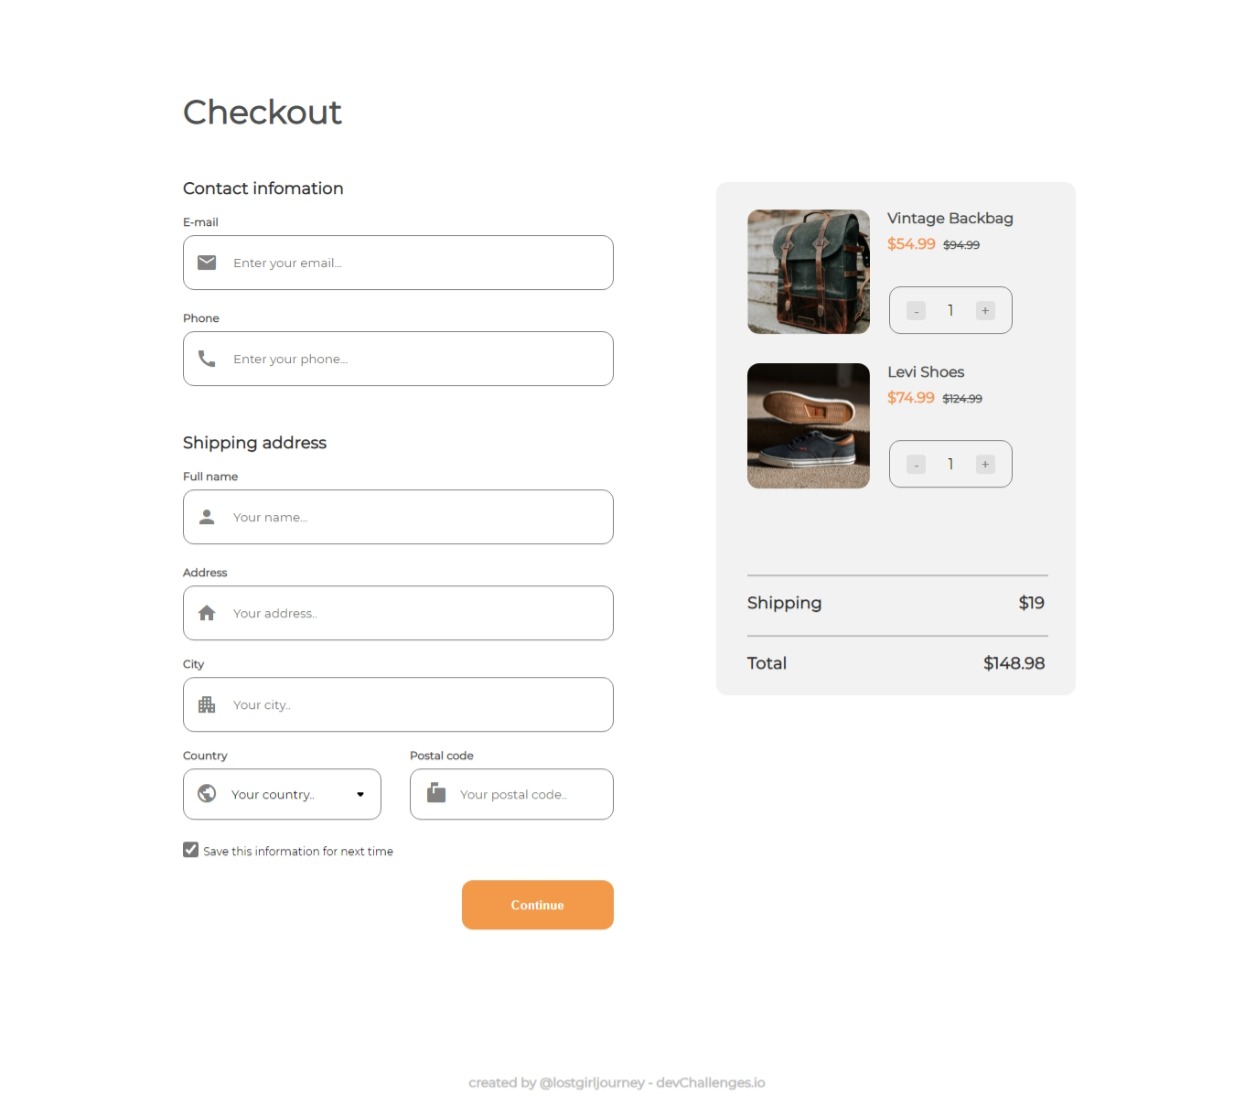 Checkout
Contact infomation
E-mail
Enter your email...
Phone
Enter your phone...
Shipping address
Full name
Your name...
Address
Your address..
City
Your city..
Country
Your country..
Postal code
Your postal code..
Save this information for next time
Continue
Vintage Backbag
$54.99 $94.99
- 1 +
Levi Shoes
$74.99 $124.99
- 1 +
Shipping $19
Total $148.98
created by @lostgirljourney - devChallenges.io